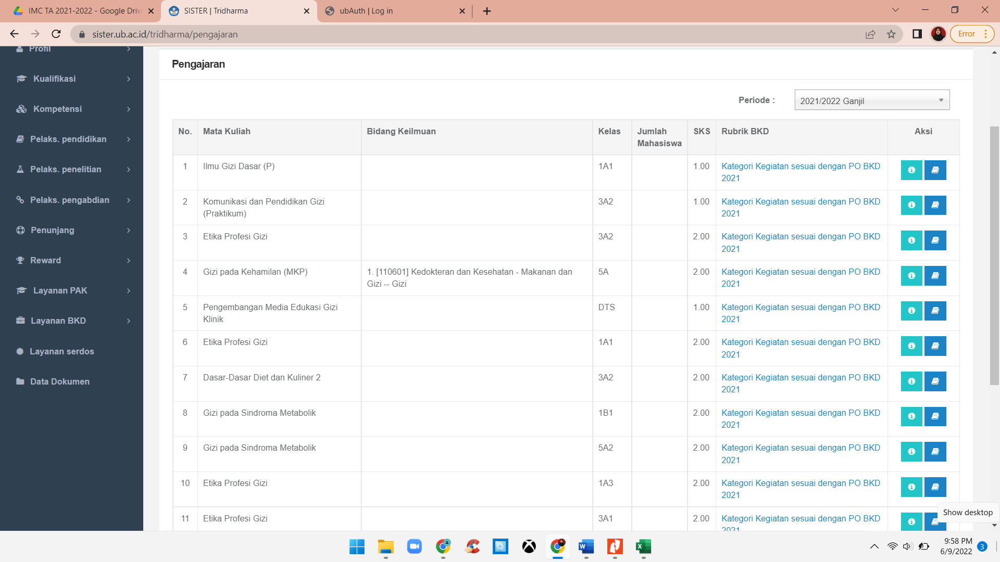 IMC TA 2021-2022 - Google Drive
SISTER | Tridharma
ubAuth | Log in
sister.ub.ac.id/tridharma/pengajaran
Error
Profil
Kualifikasi
Kompetensi
Pelaks. pendidikan
Pelaks. penelitian
Pelaks. pengabdian
Penunjang
Reward
Layanan PAK
Layanan BKD
Layanan serdos
Data Dokumen
Pengajaran
Periode :
2021/2022 Ganjil
No. Mata Kuliah Bidang Keilmuan Kelas Jumlah Mahasiswa SKS Rubrik BKD Aksi
1 Ilmu Gizi Dasar (P) 1A1 1.00 Kategori Kegiatan sesuai dengan PO BKD 2021
2 Komunikasi dan Pendidikan Gizi (Praktikum) 3A2 1.00 Kategori Kegiatan sesuai dengan PO BKD 2021
3 Etika Profesi Gizi 3A2 2.00 Kategori Kegiatan sesuai dengan PO BKD 2021
4 Gizi pada Kehamilan (MKP) 1. [110601] Kedokteran dan Kesehatan - Makanan dan Gizi -- Gizi 5A 2.00 Kategori Kegiatan sesuai dengan PO BKD 2021
5 Pengembangan Media Edukasi Gizi Klinik DTS 1.00 Kategori Kegiatan sesuai dengan PO BKD 2021
6 Etika Profesi Gizi 1A1 2.00 Kategori Kegiatan sesuai dengan PO BKD 2021
7 Dasar-Dasar Diet dan Kuliner 2 3A2 2.00 Kategori Kegiatan sesuai dengan PO BKD 2021
8 Gizi pada Sindroma Metabolik 1B1 2.00 Kategori Kegiatan sesuai dengan PO BKD 2021
9 Gizi pada Sindroma Metabolik 5A2 2.00 Kategori Kegiatan sesuai dengan PO BKD 2021
10 Etika Profesi Gizi 1A3 2.00 Kategori Kegiatan sesuai dengan PO BKD 2021
11 Etika Profesi Gizi 3A1 2.00 Kategori Kegiatan sesuai dengan PO BKD 2021
Show desktop
9:58 PM
6/9/2022
3